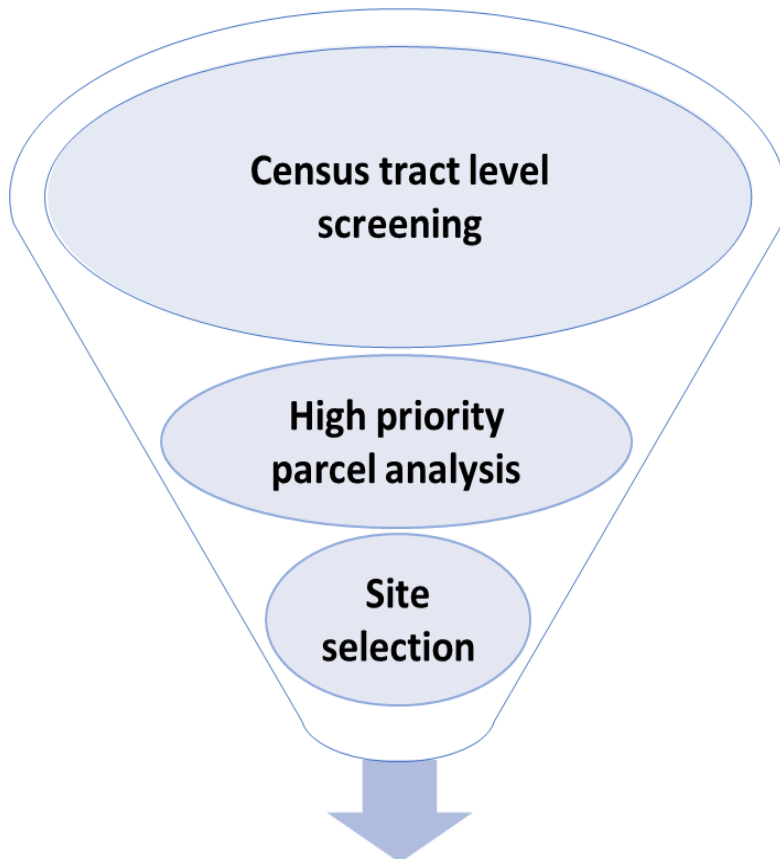 Census tract level
screening
High priority
parcel analysis
Site
selection